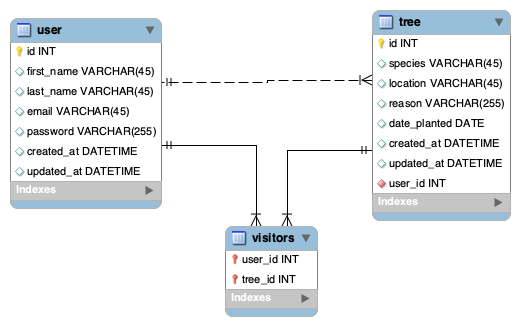 user
id INT
first_name VARCHAR(45)
last_name VARCHAR(45)
email VARCHAR(45)
password VARCHAR(255)
created_at DATETIME
updated_at DATETIME
Indexes
tree
id INT
species VARCHAR(45)
location VARCHAR(45)
reason VARCHAR(255)
date_planted DATE
created_at DATETIME
updated_at DATETIME
user_id INT
Indexes
visitors
user_id INT
tree_id INT
Indexes